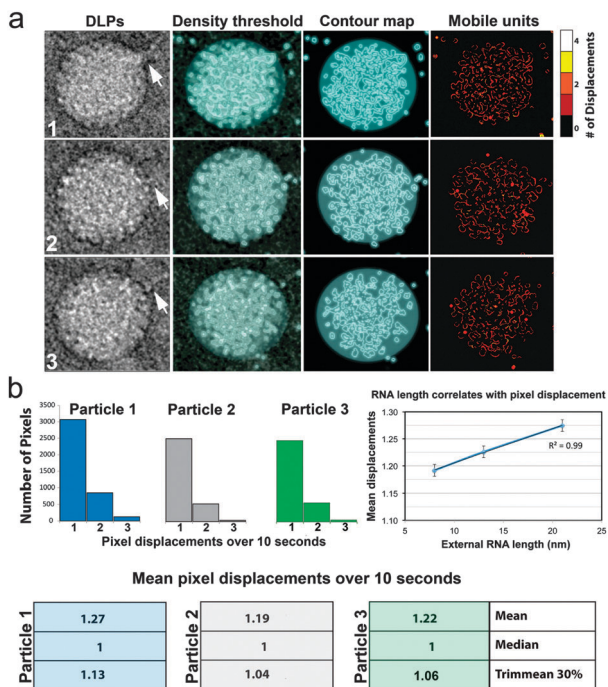 a
DLPs
Density threshold
Contour map
Mobile units
1
2
3
4
2
2
0
# of Displacements
b
Particle 1
Particle 2
Particle 3
Number of Pixels
3500
3000
2500
2000
1500
1000
500
0
1 2 3
1 2 3
1 2 3
Pixel displacements over 10 seconds
RNA length correlates with pixel displacement
Mean displacements
1.30
1.25
1.20
1.15
1.10
R² = 0.99
5 10 15 20 25
External RNA length (nm)
Mean pixel displacements over 10 seconds
Particle 1
1.27
1
1.13
Particle 2
1.19
1
1.04
Particle 3
1.22 Mean
1 Median
1.06 Trimmean 30%